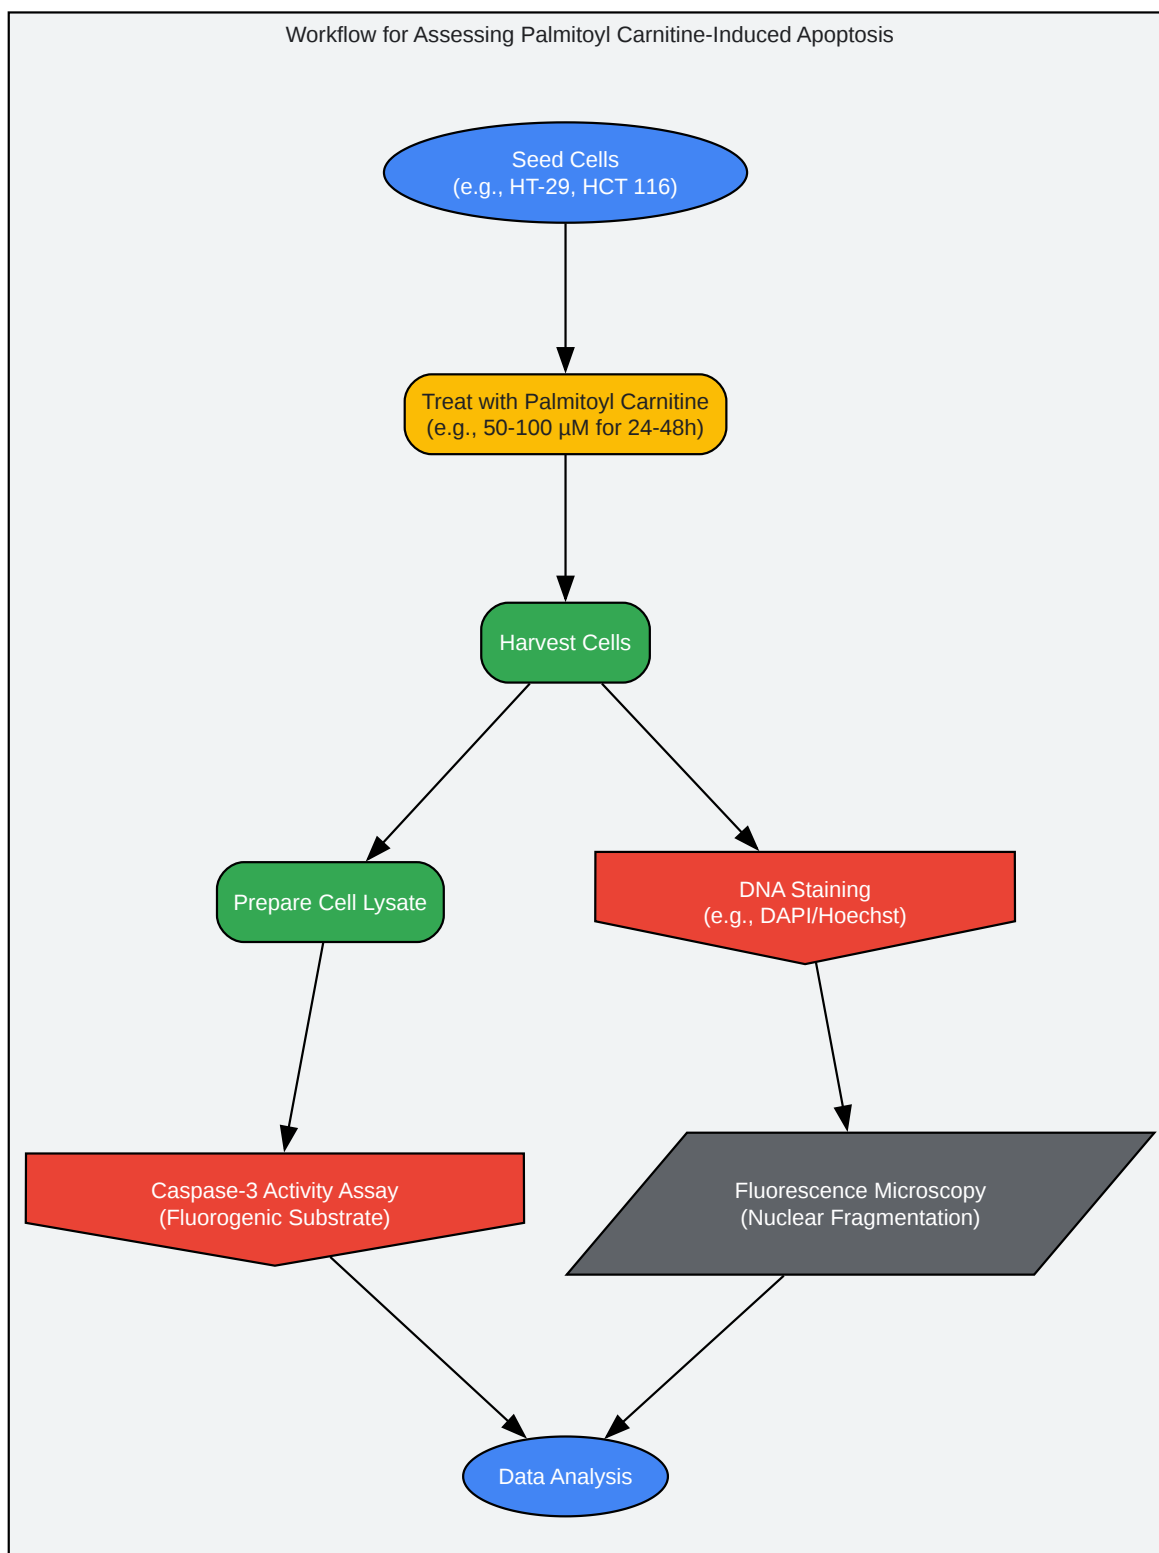 Workflow for Assessing Palmitoyl Carnitine-Induced Apoptosis
Seed Cells
(e.g., HT-29, HCT 116)
Treat with Palmitoyl Carnitine
(e.g., 50-100 µM for 24-48h)
Harvest Cells
Prepare Cell Lysate
DNA Staining
(e.g., DAPI/Hoechst)
Caspase-3 Activity Assay
(Fluorogenic Substrate)
Fluorescence Microscopy
(Nuclear Fragmentation)
Data Analysis